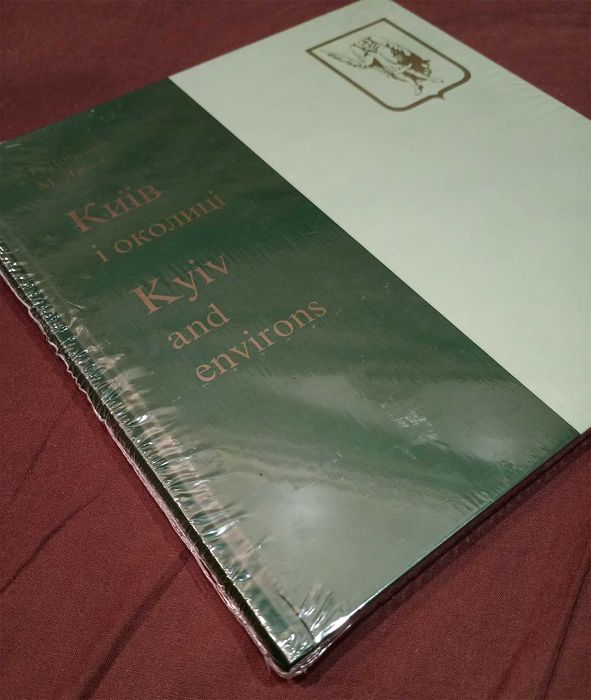 Київ
і околиці
Kyiv
and
environs